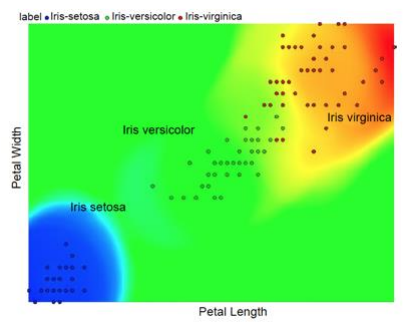 label Iris-setosa Iris-versicolor Iris-virginica
Iris virginica
Iris versicolor
Petal Width
Iris setosa
Petal Length